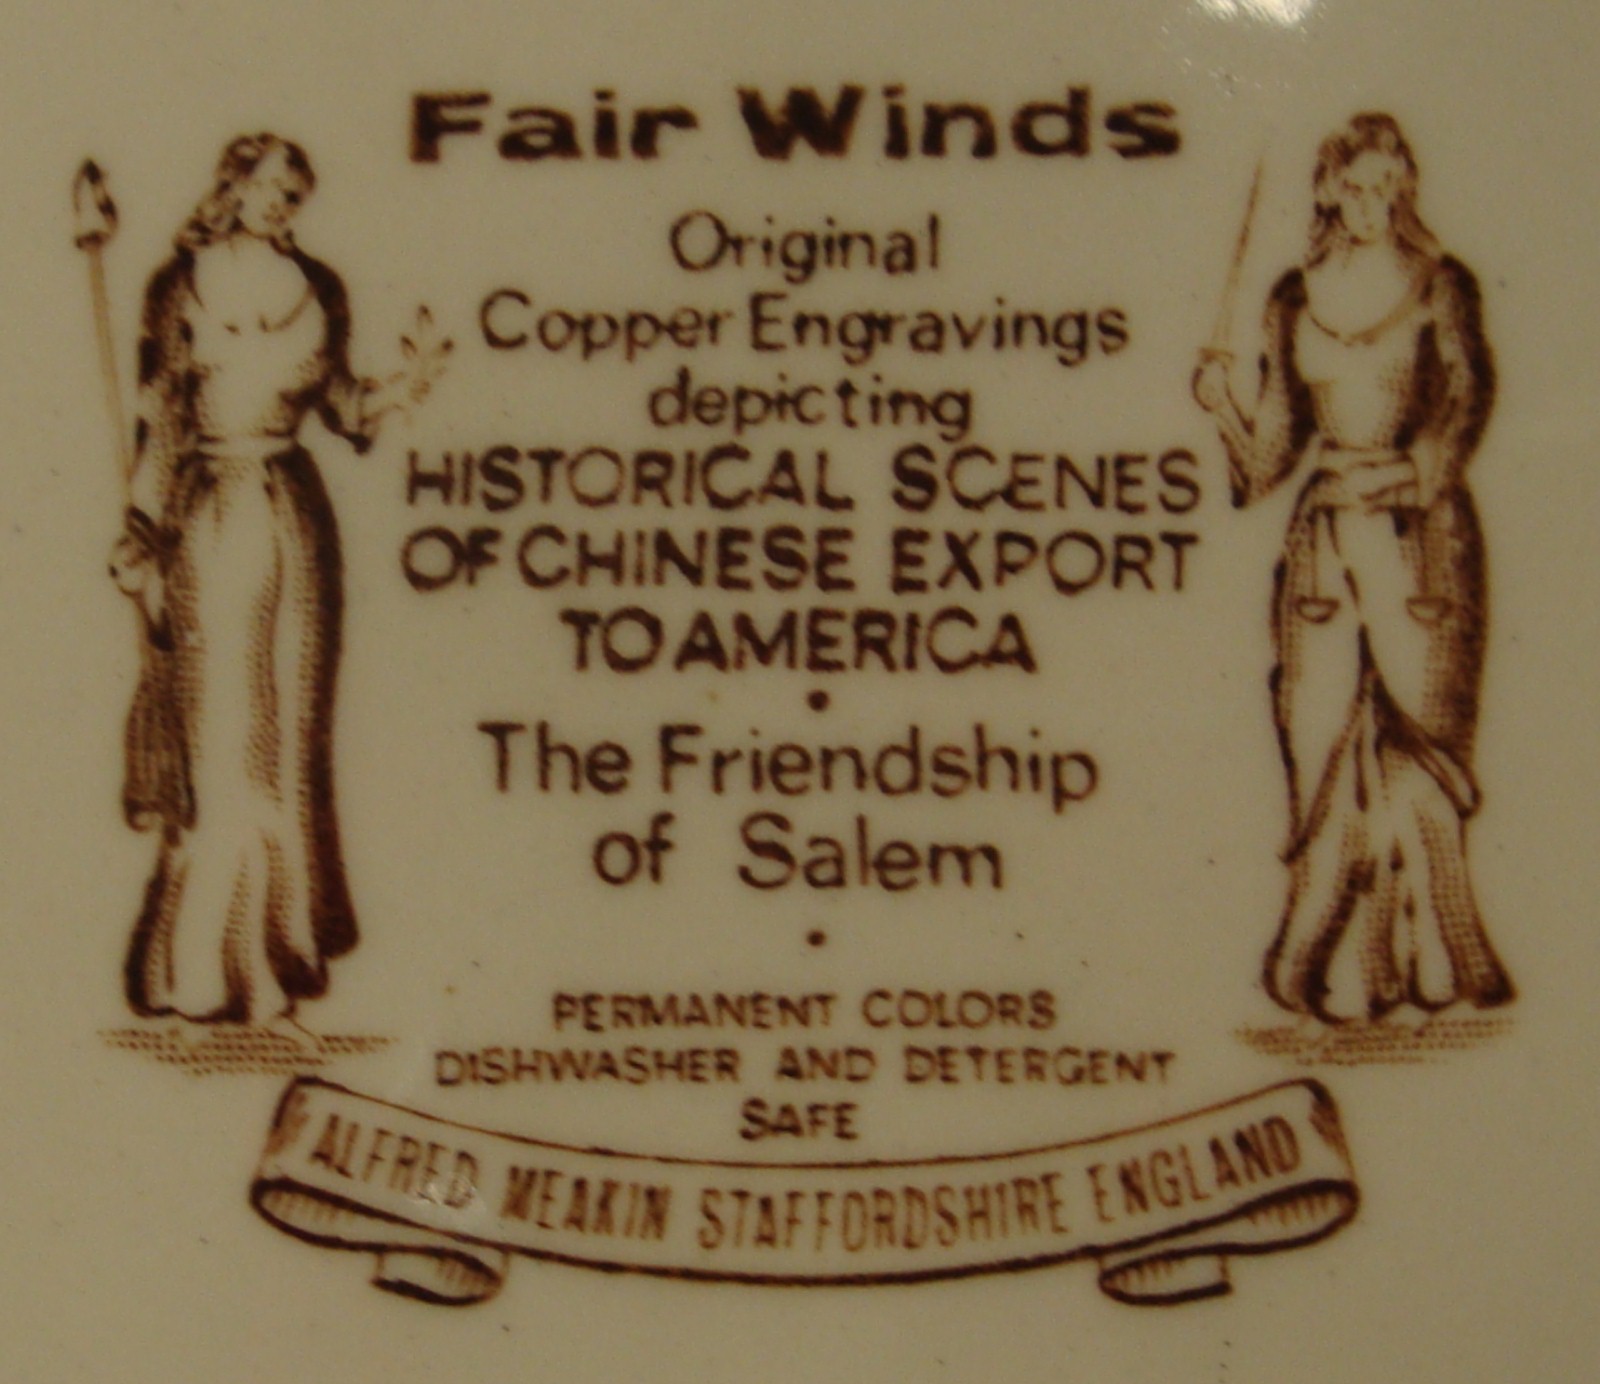 Fair Winds
Original
Copper Engravings
depicting
HISTORICAL SCENES
OF CHINESE EXPORT
TO AMERICA
•
The Friendship
of Salem
•
PERMANENT COLORS
DISHWASHER AND DETERGENT
SAFE
ALFRED MEAKIN STAFFORDSHIRE ENGLAND